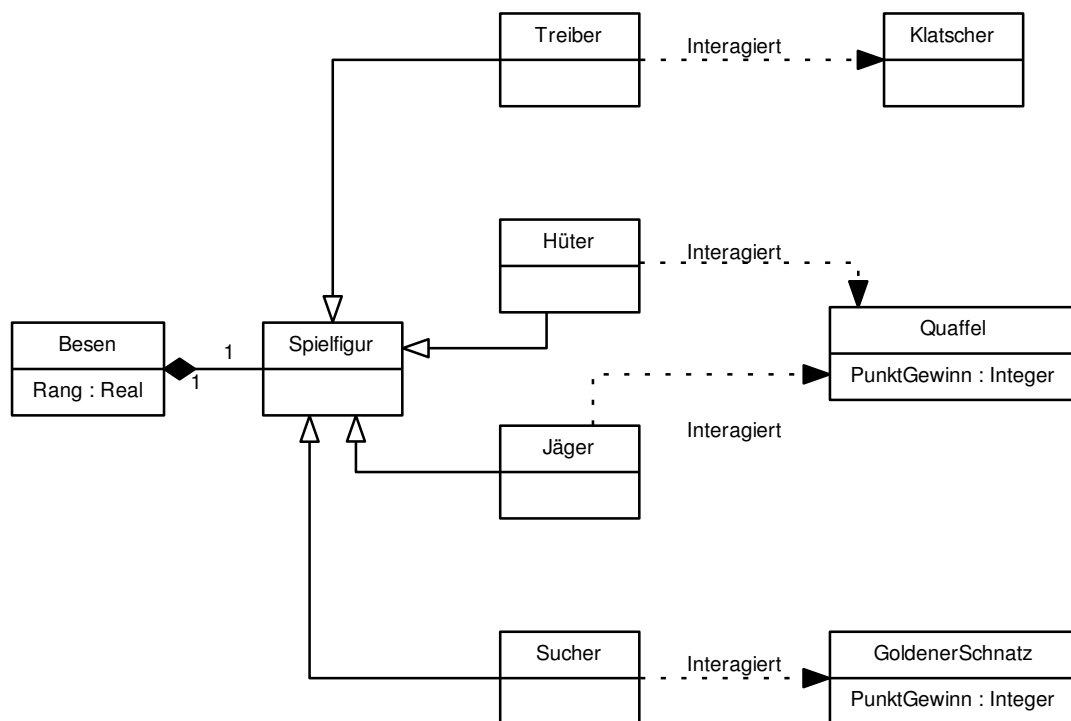 Treiber
Interagiert
Klatscher
Hüter
Interagiert
Quaffel
PunktGewinn : Integer
Besen
Rang : Real
1
1
Spielfigur
Jäger
Interagiert
Sucher
Interagiert
GoldenerSchnatz
PunktGewinn : Integer